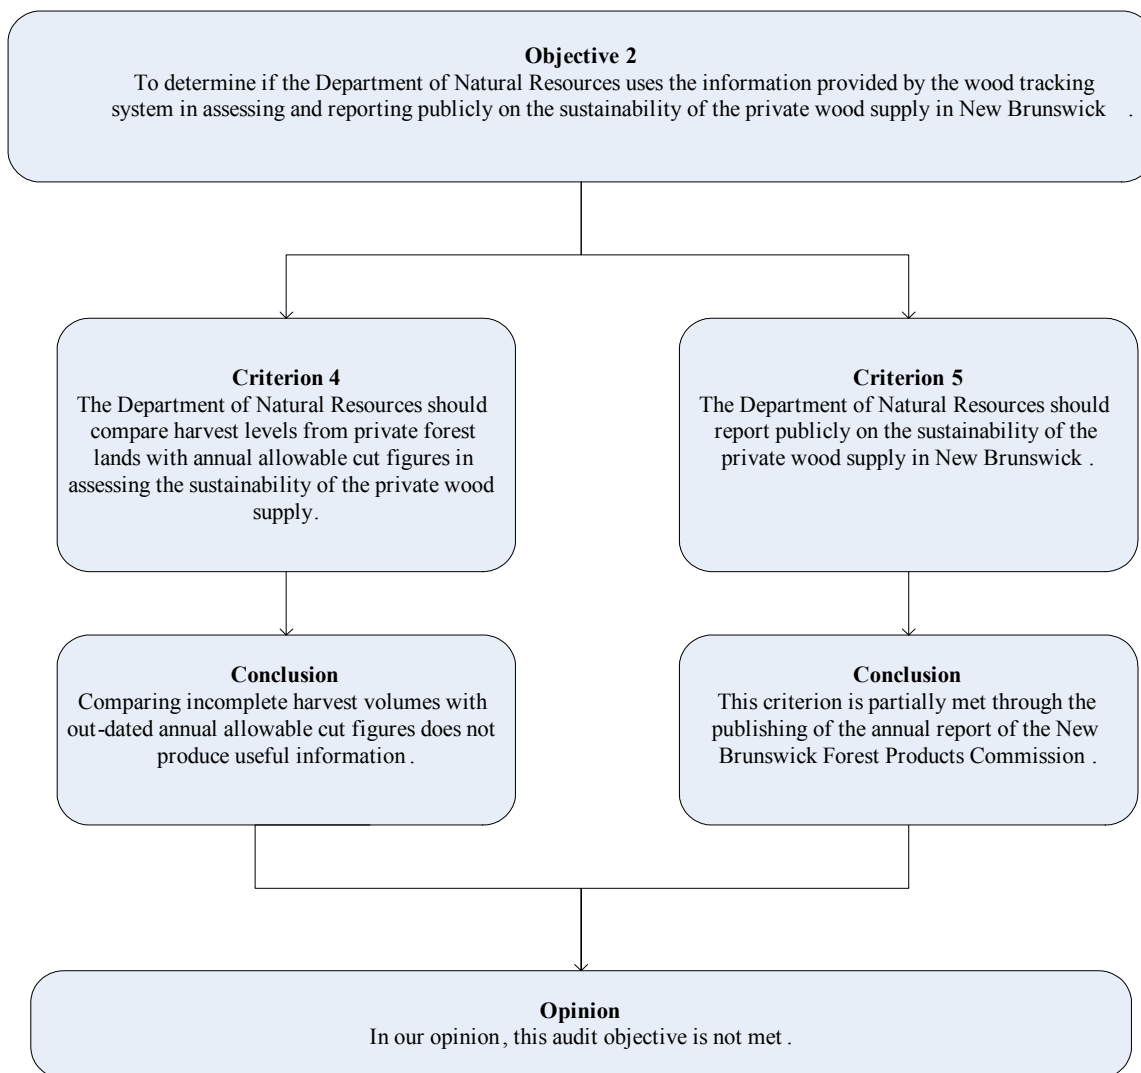 Objective 2
To determine if the Department of Natural Resources uses the information provided by the wood tracking
system in assessing and reporting publicly on the sustainability of the private wood supply in New Brunswick .
Criterion 4
The Department of Natural Resources should
compare harvest levels from private forest
lands with annual allowable cut figures in
assessing the sustainability of the private wood
supply.
Criterion 5
The Department of Natural Resources should
report publicly on the sustainability of the
private wood supply in New Brunswick .
Conclusion
Comparing incomplete harvest volumes with
out-dated annual allowable cut figures does not
produce useful information .
Conclusion
This criterion is partially met through the
publishing of the annual report of the New
Brunswick Forest Products Commission .
Opinion
In our opinion , this audit objective is not met .